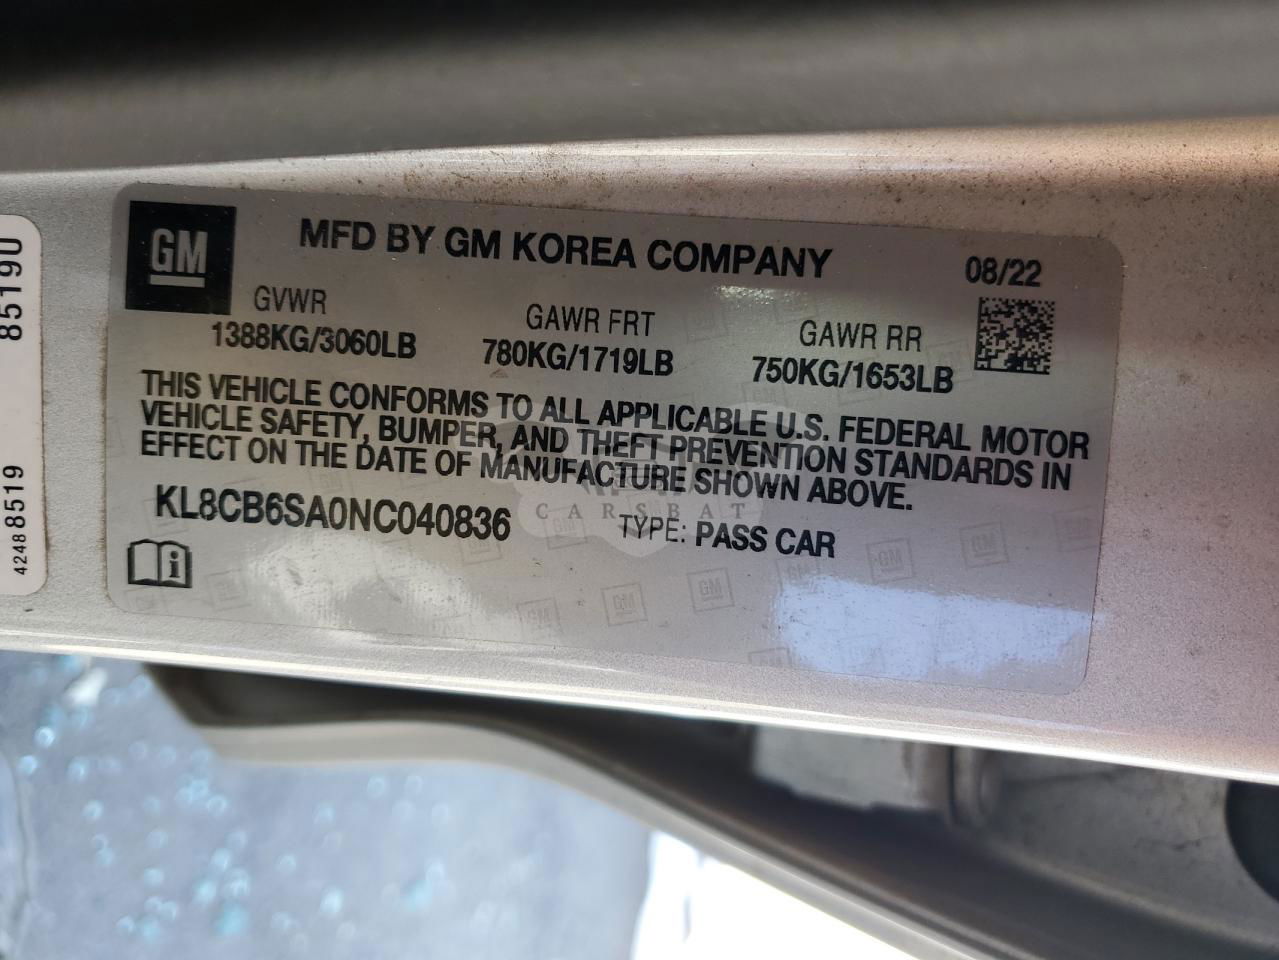 GM
MFD BY GM KOREA COMPANY
08/22
GVWR
1388KG/3060LB
GAWR FRT
780KG/1719LB
GAWR RR
750KG/1653LB
THIS VEHICLE CONFORMS TO ALL APPLICABLE U.S. FEDERAL MOTOR
VEHICLE SAFETY, BUMPER, AND THEFT PREVENTION STANDARDS IN
EFFECT ON THE DATE OF MANUFACTURE SHOWN ABOVE.
KL8CB6SA0NC040836
TYPE: PASS CAR
CARSBAT
42488519
8519U